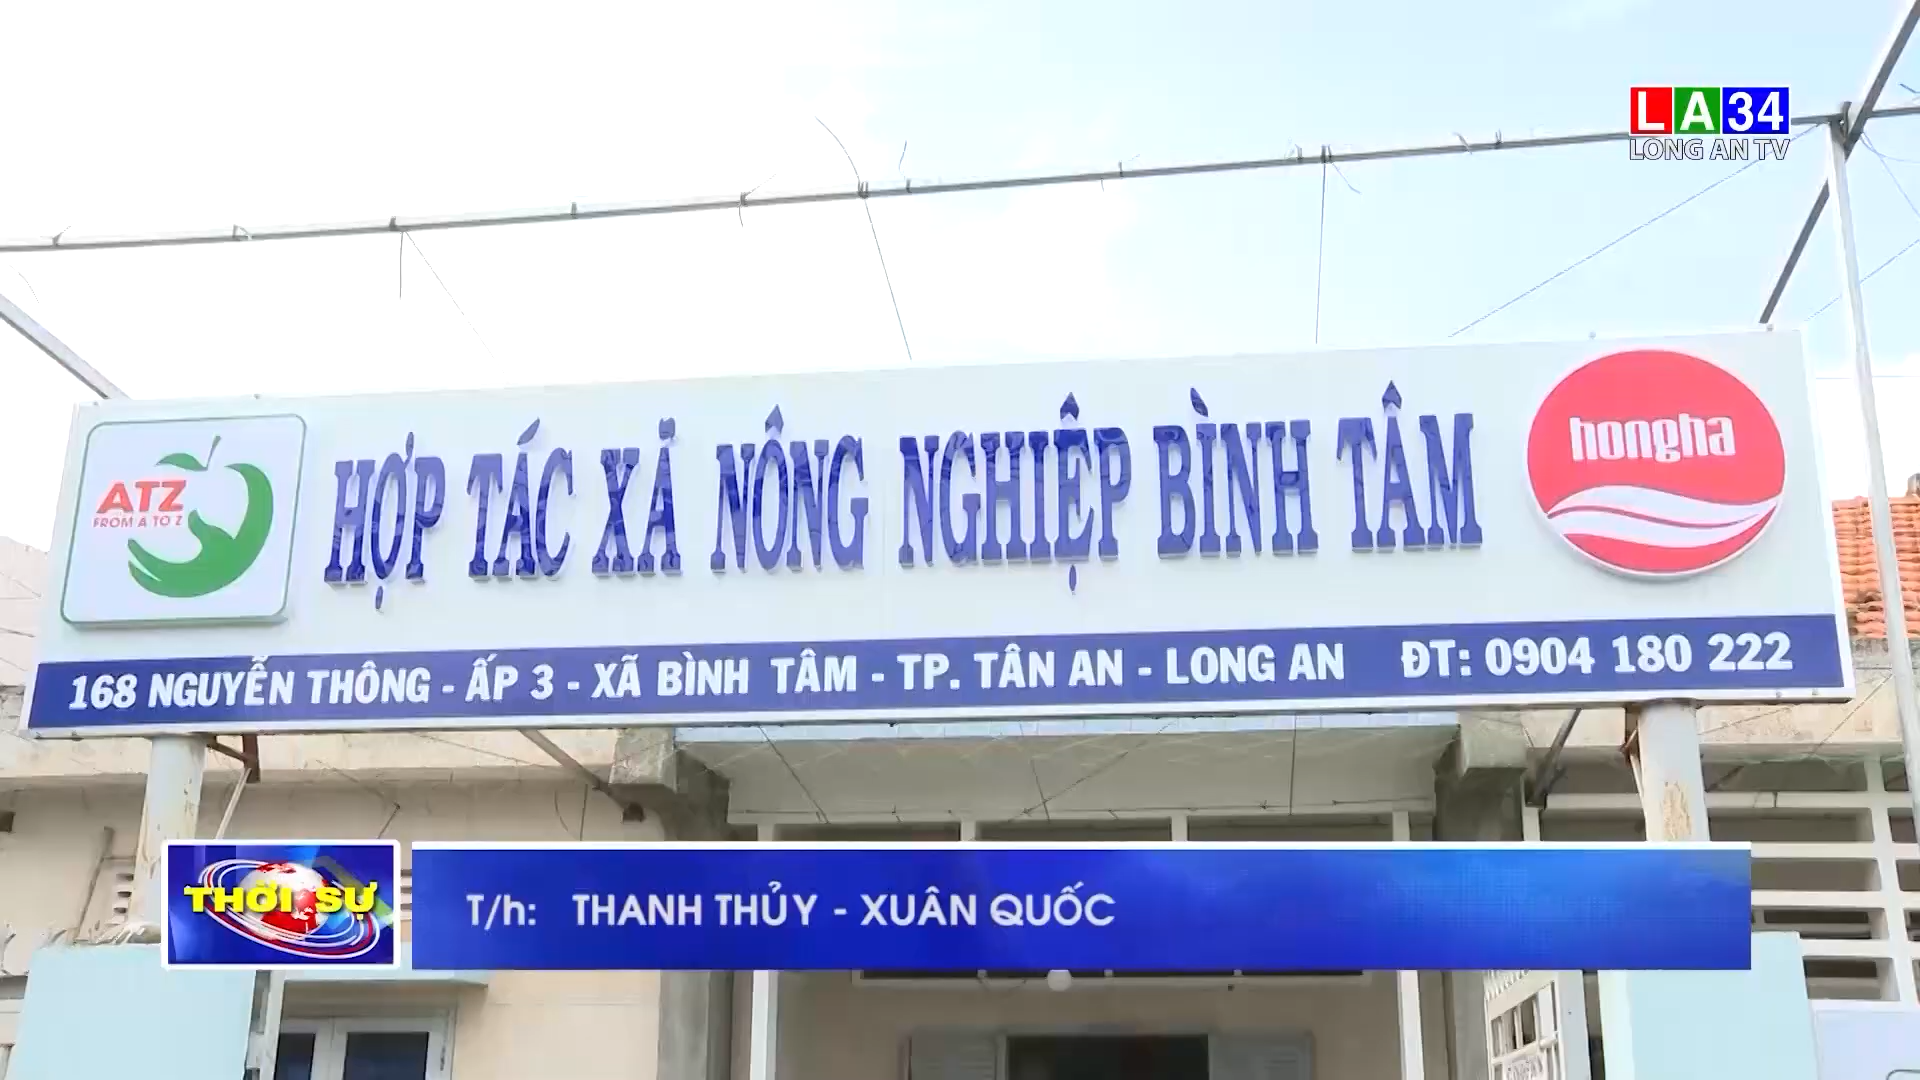 LA34
LONG AN TV
ATZ
FROM A TO Z
HỢP TÁC XÃ NÔNG NGHIỆP BÌNH TÂM
hongha
168 NGUYỄN THÔNG - ẤP 3 - XÃ BÌNH TÂM - TP. TÂN AN - LONG AN ĐT: 0904 180 222
THỜI SỰ
T/h: THANH THỦY - XUÂN QUỐC